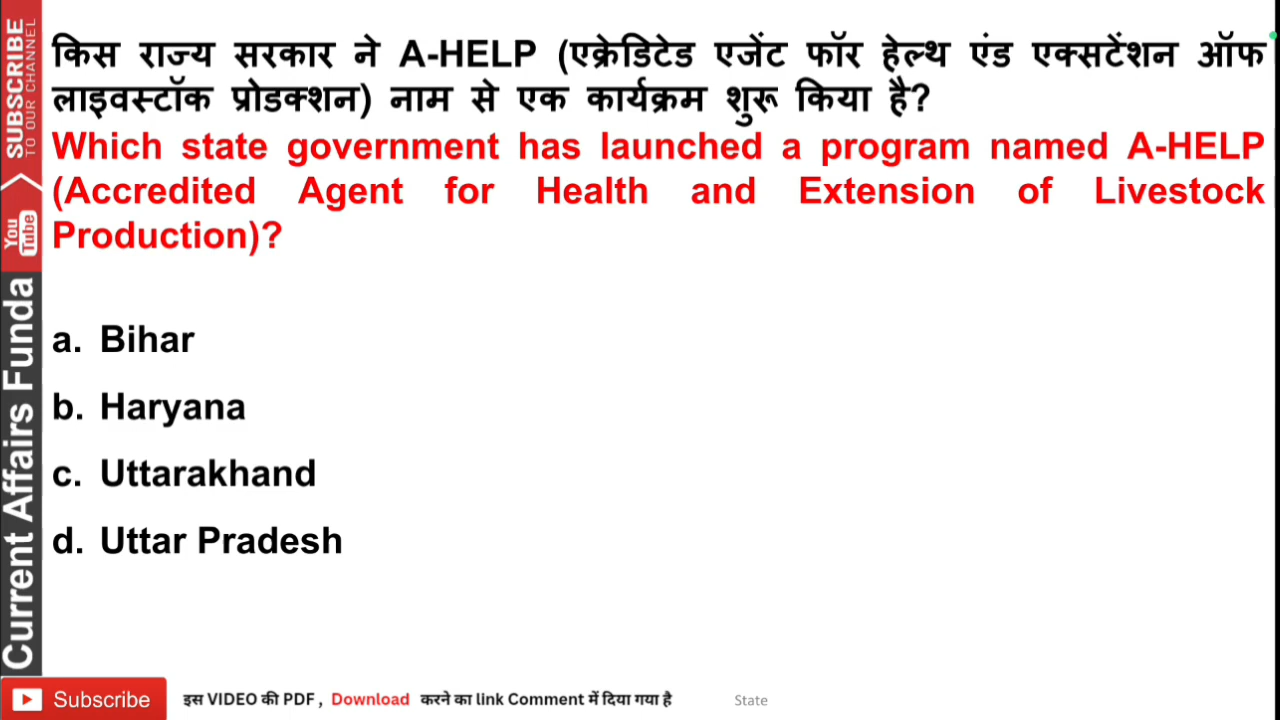 किस राज्य सरकार ने A-HELP (एक्रेडिटेड एजेंट फॉर हेल्थ एंड एक्सटेंशन ऑफ
लाइवस्टॉक प्रोडक्शन) नाम से एक कार्यक्रम शुरू किया है?
Which state government has launched a program named A-HELP
(Accredited Agent for Health and Extension of Livestock
Production)?
a. Bihar
b. Haryana
c. Uttarakhand
d. Uttar Pradesh
SUBSCRIBE
TO OUR CHANNEL
You
Tube
Current Affairs Funda
Subscribe
इस VIDEO की PDF , Download करने का link Comment में दिया गया है
State